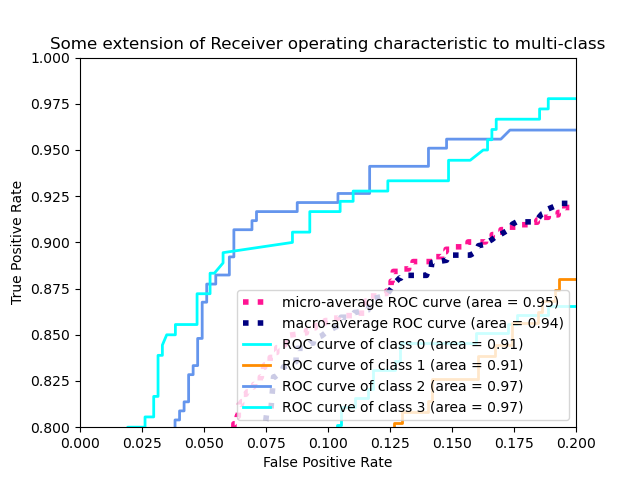 Some extension of Receiver operating characteristic to multi-class
1.000
0.975
0.950
0.925
0.900
0.875
0.850
0.825
0.800
True Positive Rate
micro-average ROC curve (area = 0.95)
macro-average ROC curve (area = 0.94)
ROC curve of class 0 (area = 0.91)
ROC curve of class 1 (area = 0.91)
ROC curve of class 2 (area = 0.97)
ROC curve of class 3 (area = 0.97)
0.000 0.025 0.050 0.075 0.100 0.125 0.150 0.175 0.200
False Positive Rate